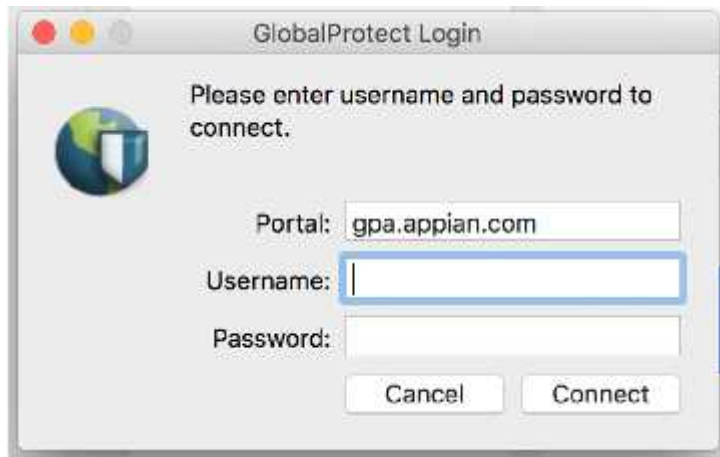 GlobalProtect Login
Please enter username and password to
connect.
Portal: gpa.appian.com
Username:
Password:
Cancel Connect